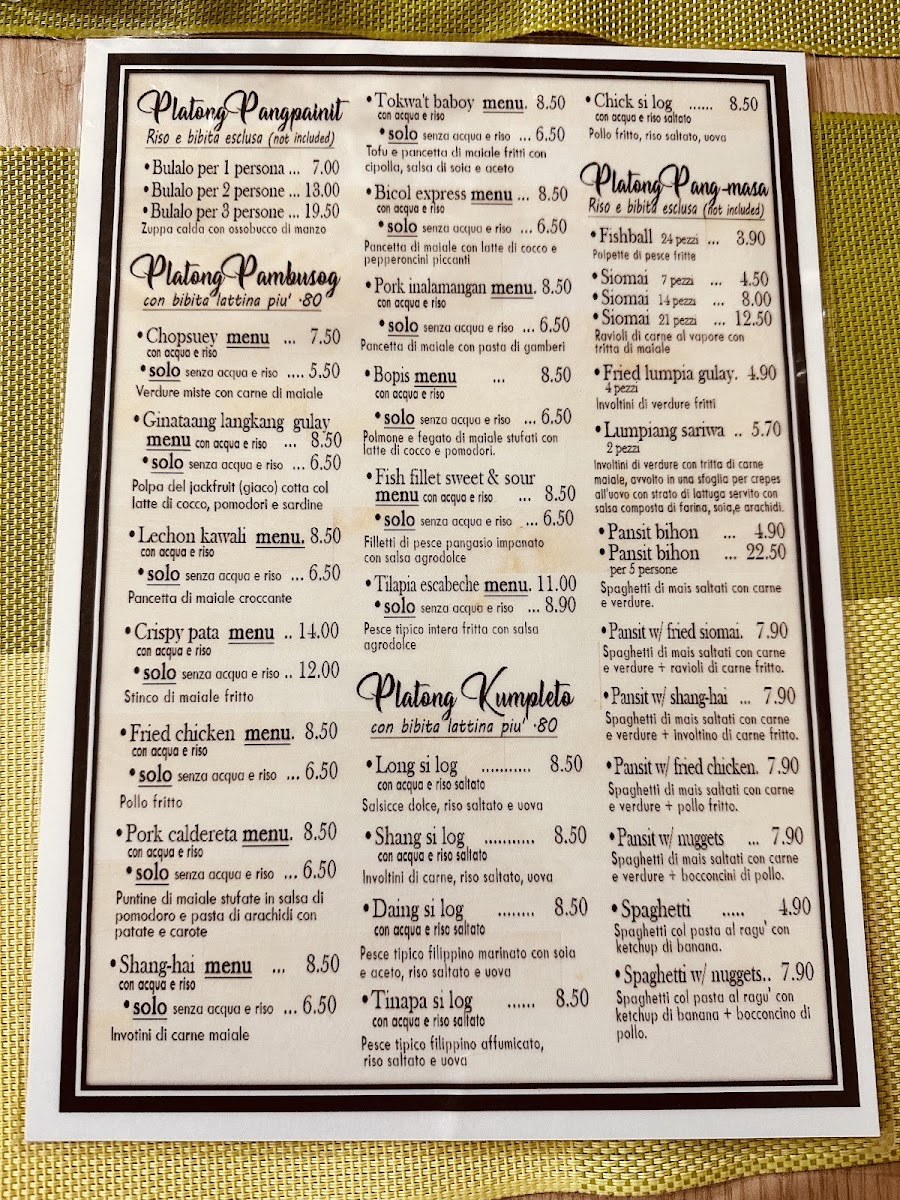 Platong Pangpainit
Riso e bibita esclusa (not included)
•Bulalo per 1 persona ... 7.00
•Bulalo per 2 persone ... 13.00
•Bulalo per 3 persone ... 19.50
Zuppa calda con ossobucco di manzo
Platong Pambusog
con bibita lattina piu' .80
•Chopsuey menu ... 7.50
con acqua e riso
•solo senza acqua e riso .... 5.50
Verdure miste con carne di maiale
•Ginataang langkang gulay
menu con acqua e riso ... 8.50
•solo senza acqua e riso ... 6.50
Polpa del jackfruit (giaco) cotta col
latte di cocco, pomodori e sardine
•Lechon kawali menu. 8.50
con acqua e riso
•solo senza acqua e riso ... 6.50
Pancetta di maiale croccante
•Crispy pata menu .. 14.00
con acqua e riso
•solo senza acqua e riso .. 12.00
Stinco di maiale fritto
•Fried chicken menu. 8.50
con acqua e riso
•solo senza acqua e riso ... 6.50
Pollo fritto
•Pork caldereta menu. 8.50
con acqua e riso
•solo senza acqua e riso ... 6.50
Puntine di maiale stufate in salsa di
pomodoro e pasta di arachidi con
patate e carote
•Shang-hai menu ... 8.50
con acqua e riso
•solo senza acqua e riso ... 6.50
Involtini di carne maiale
•Tokwa't baboy menu. 8.50
con acqua e riso
•solo senza acqua e riso ... 6.50
Tofu e pancetta di maiale fritti con
cipolla, salsa di soia e aceto
•Bicol express menu ... 8.50
con acqua e riso
•solo senza acqua e riso ... 6.50
Pancetta di maiale con latte di cocco e
pepperoncini piccanti
•Pork inalamangan menu. 8.50
con acqua e riso
•solo senza acqua e riso ... 6.50
Pancetta di maiale con pasta di gamberi
•Bopis menu ... 8.50
con acqua e riso
•solo senza acqua e riso ... 6.50
Polmone e fegato di maiale stufati con
latte di cocco e pomodori.
•Fish fillet sweet & sour
menu con acqua e riso ... 8.50
•solo senza acqua e riso ... 6.50
Filletti di pesce pangasio impanato
con salsa agrodolce
•Tilapia escabeche menu. 11.00
•solo senza acqua e riso ... 8.90
Pesce tipico intera fritta con salsa
agrodolce
Platong Kumpleto
con bibita lattina piu' .80
•Long si log ........... 8.50
con acqua e riso saltato
Salsicce dolce, riso saltato e uova
•Shang si log ........... 8.50
con acqua e riso saltato
Involtini di carne, riso saltato, uova
•Daing si log ........ 8.50
con acqua e riso saltato
Pesce tipico filippino marinato con soia
e aceto, riso saltato e uova
•Tinapa si log ...... 8.50
con acqua e riso saltato
Pesce tipico filippino affumicato,
riso saltato e uova
•Chick si log ...... 8.50
con acqua e riso saltato
Pollo fritto, riso saltato, uova
Platong Pang-masa
Riso e bibita esclusa (not included)
•Fishball 24 pezzi ... 3.90
Polpette di pesce fritte
•Siomai 7 pezzi ... 4.50
•Siomai 14 pezzi ... 8.00
•Siomai 21 pezzi ... 12.50
Ravioli di carne al vapore con
tritta di maiale
•Fried lumpia gulay. 4.90
4 pezzi
Involtini di verdure fritti
•Lumpiang sariwa .. 5.70
2 pezzi
Involtini di verdure con tritta di carne
maiale, avvolto in una sfoglia per crepes
all'uovo con strato di lattuga servito con
salsa composta di farina, soia,e arachidi.
•Pansit bihon ... 4.90
•Pansit bihon ... 22.50
per 5 persone
Spaghetti di mais saltati con carne
e verdure.
•Pansit w/ fried siomai. 7.90
Spaghetti di mais saltati con carne
e verdure + ravioli di carne fritto.
•Pansit w/ shang-hai ... 7.90
Spaghetti di mais saltati con carne
e verdure + involtino di carne fritto.
•Pansit w/ fried chicken. 7.90
Spaghetti di mais saltati con carne
e verdure + pollo fritto.
•Pansit w/ nuggets ... 7.90
Spaghetti di mais saltati con carne
e verdure + bocconcini di pollo.
•Spaghetti ..... 4.90
Spaghetti col pasta al ragu' con
ketchup di banana.
•Spaghetti w/ nuggets.. 7.90
Spaghetti col pasta al ragu' con
ketchup di banana + bocconcino di
pollo.